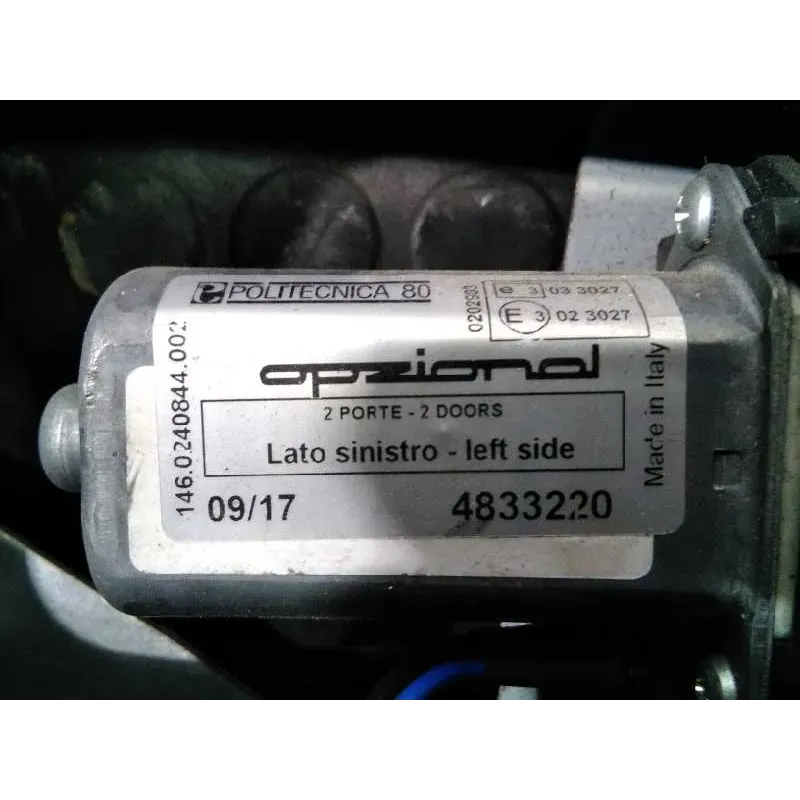 POLITECNICA 80
0202903
e 3 03 3027
E 3 02 3027
opzional
2 PORTE - 2 DOORS
Lato sinistro - left side
09/17 4833220
146.0240844.002
Made in Italy